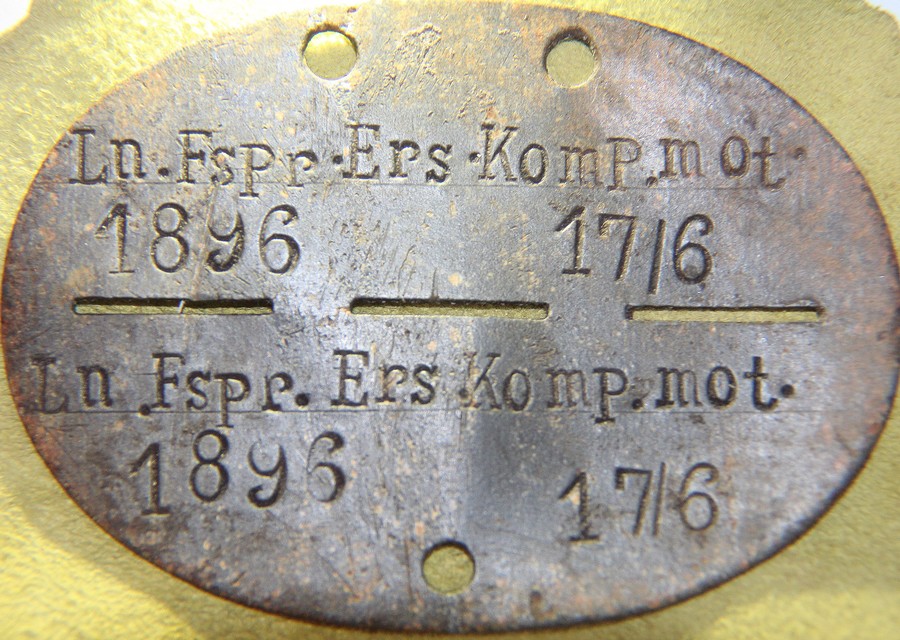 Ln.Fspr.Ers.Komp.mot.
1896 17/6
Ln.Fspr.Ers Komp.mot.
1896 17/6